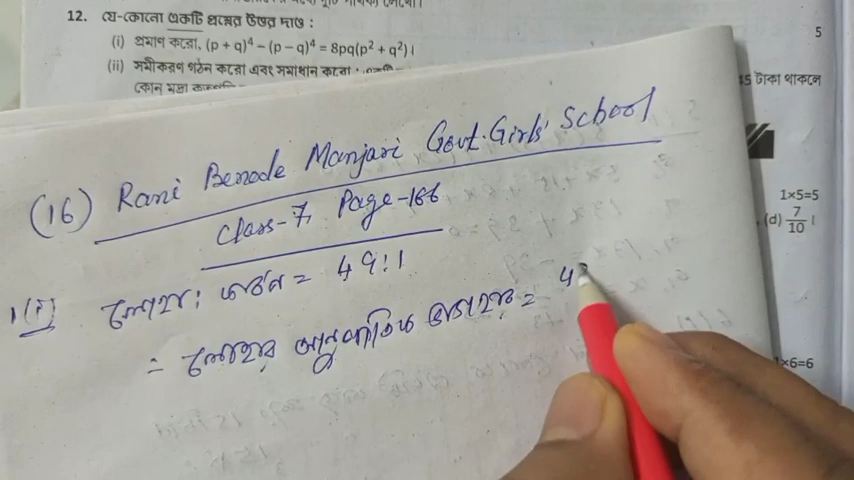 12. যে-কোনো একটি প্রশ্নের উত্তর দাও :
5
(i) প্রমাণ করো, (p + q)⁴ – (p – q)⁴ = 8pq(p² + q²)।
(ii) সমীকরণ গঠন করো এবং সমাধান করো :
টাকা থাকলে
(16) Rani Benode Manjari Govt. Girls' School
Class-7, Page-166
1×5=5
(d) 7/10 ।
1(i) লোহা : কার্বন = 49:1
= লোহার আনুপাতিক ভাগহার = 4
1×6=6